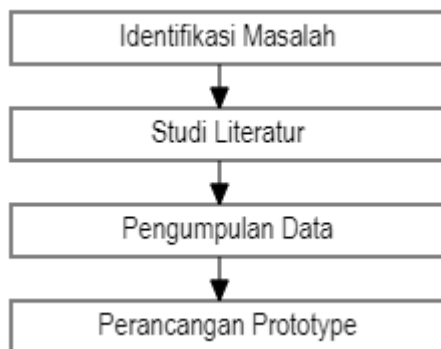 Identifikasi Masalah
Studi Literatur
Pengumpulan Data
Perancangan Prototype